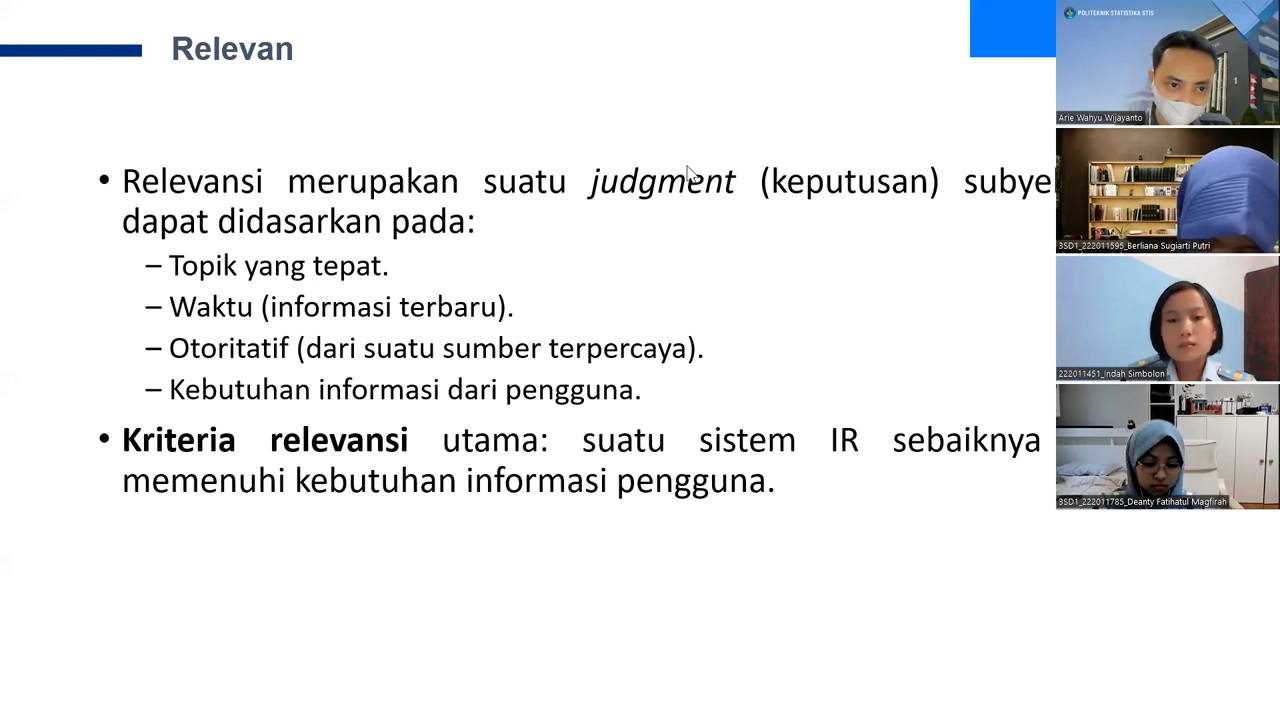 Relevan
• Relevansi merupakan suatu judgment (keputusan)
dapat didasarkan pada:
– Topik yang tepat.
– Waktu (informasi terbaru).
– Otoritatif (dari suatu sumber terpercaya).
– Kebutuhan informasi dari pengguna.
• Kriteria relevansi utama: suatu sistem IR sebaiknya
memenuhi kebutuhan informasi pengguna.
POLITEKNIK STATISTIKA STIS
1
Arie Wahyu Wijayanto
3SD1_222011595_Berliana Sugiarti Putri
222011451_Indah Simbolon
3SD1_222011785_Deanty Fatihatul Magfirah